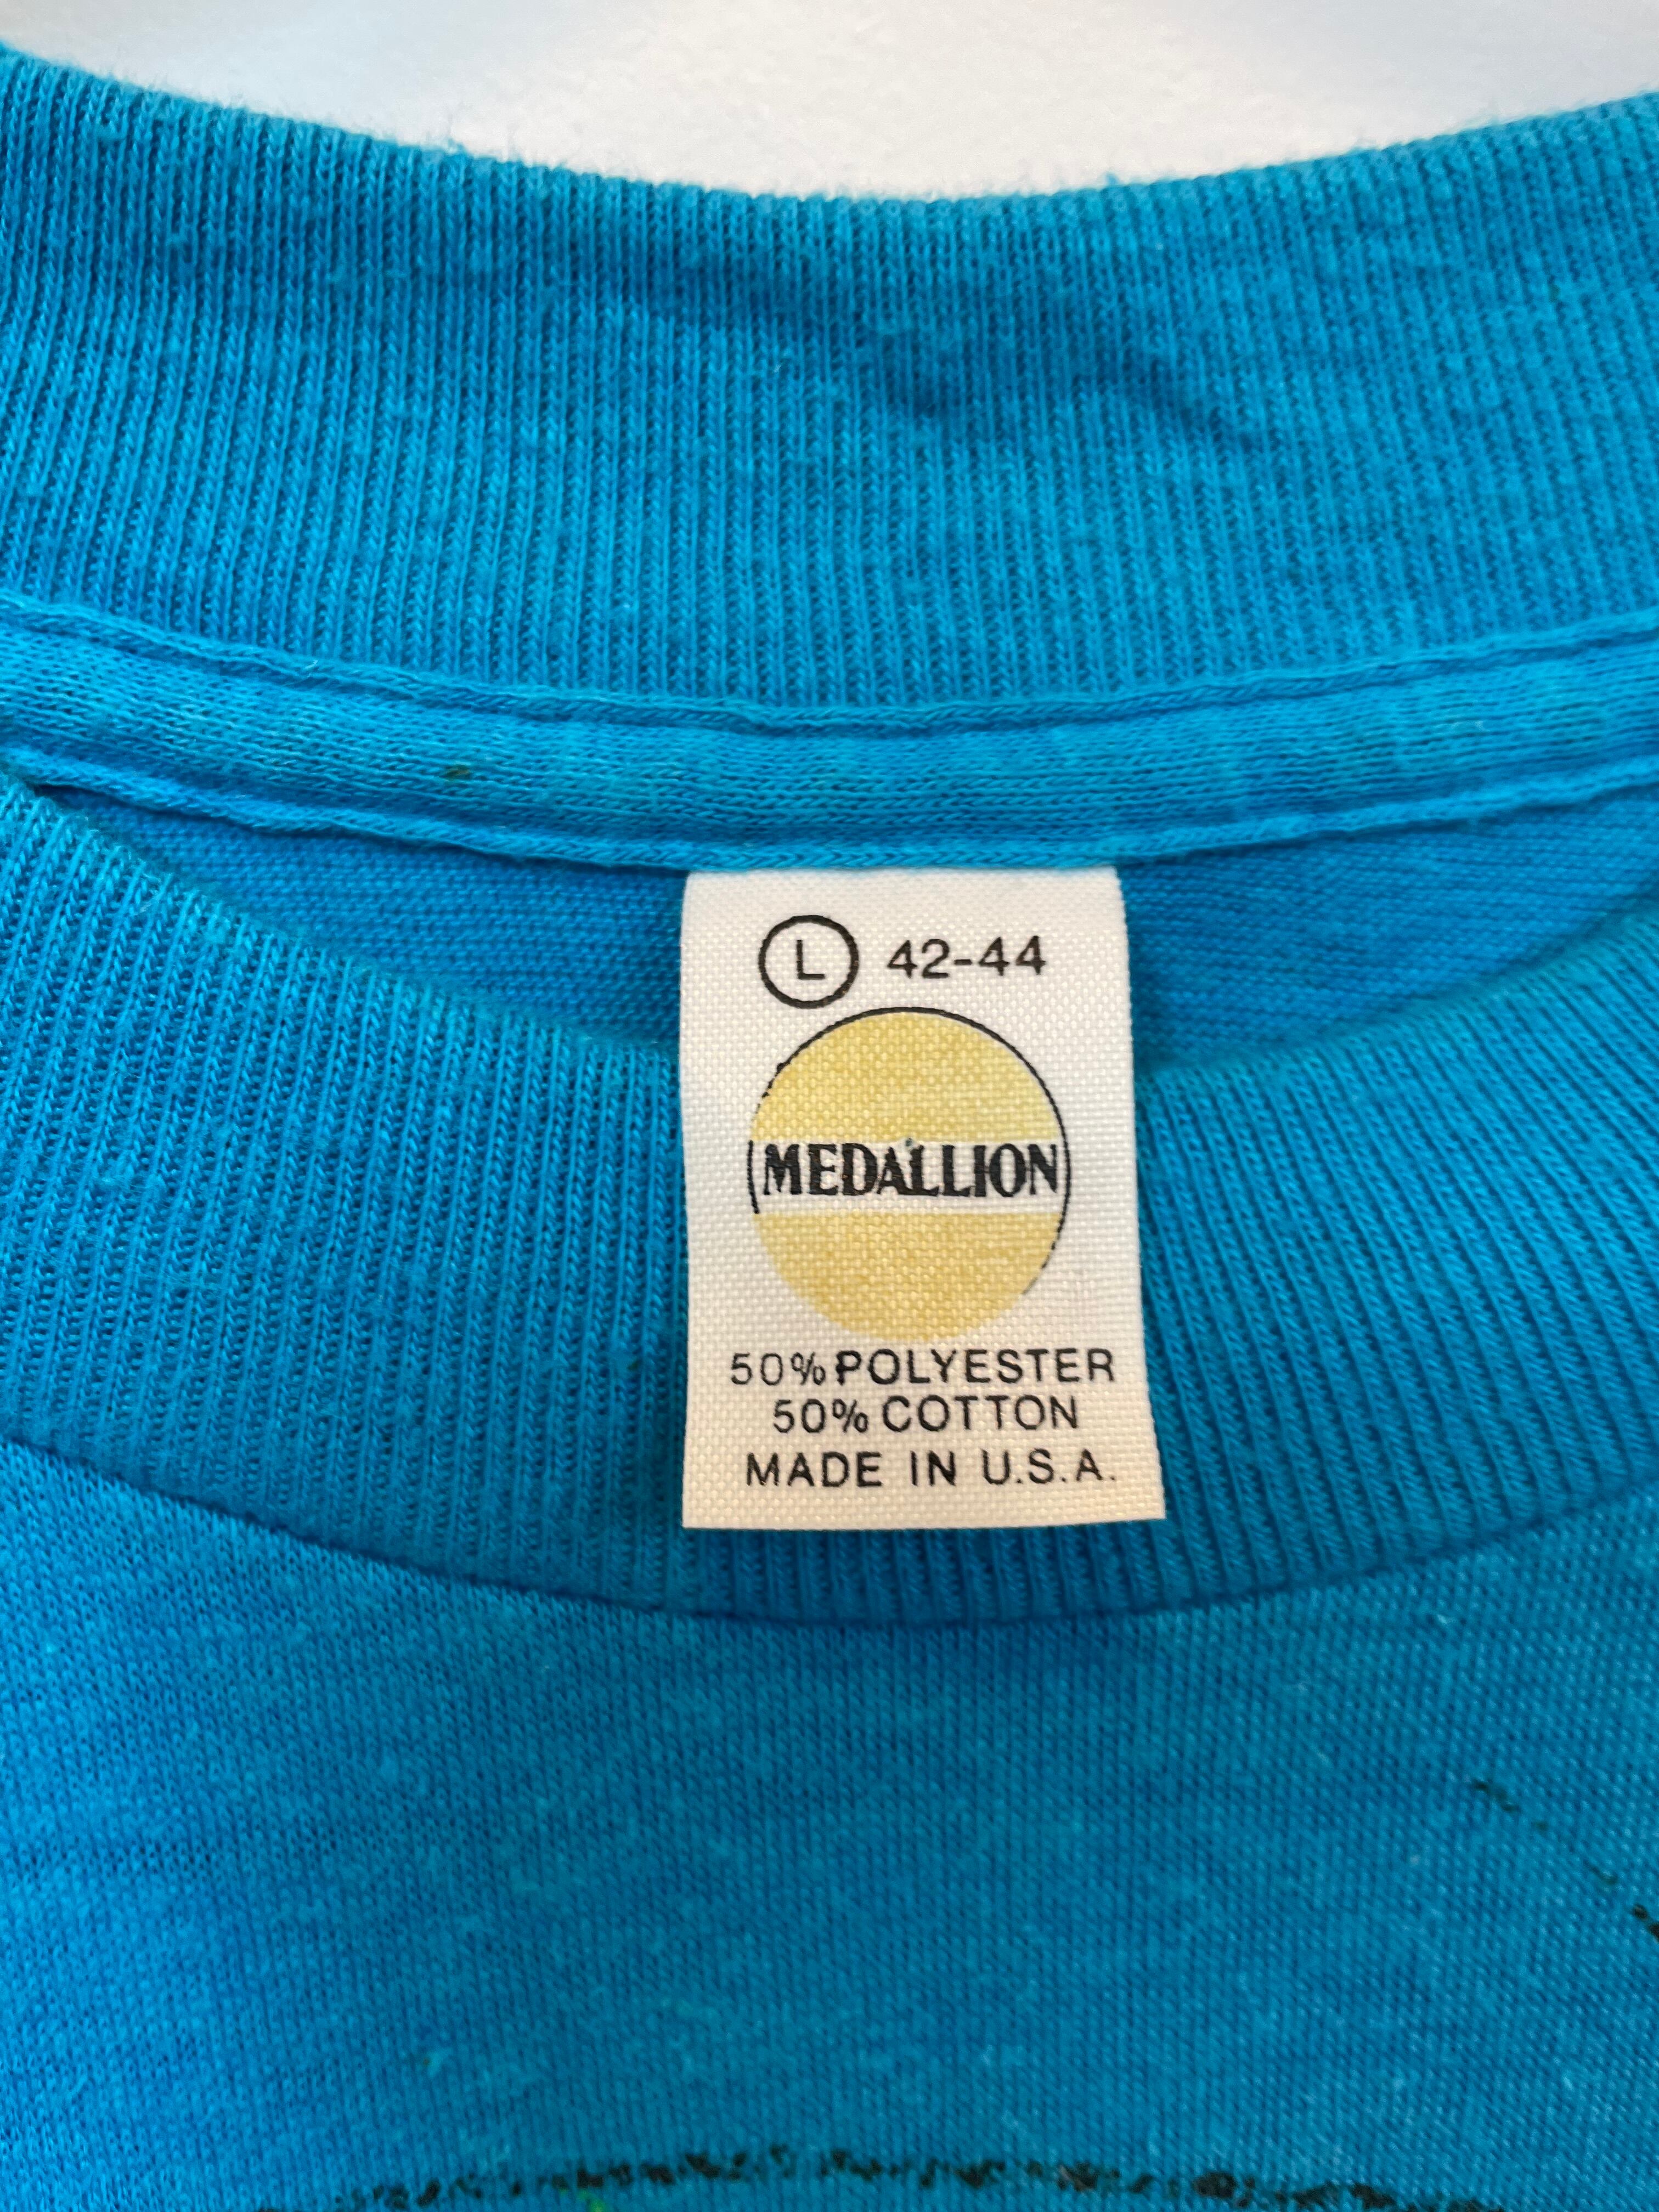 L 42-44
MEDALLION
50% POLYESTER
50% COTTON
MADE IN U.S.A.